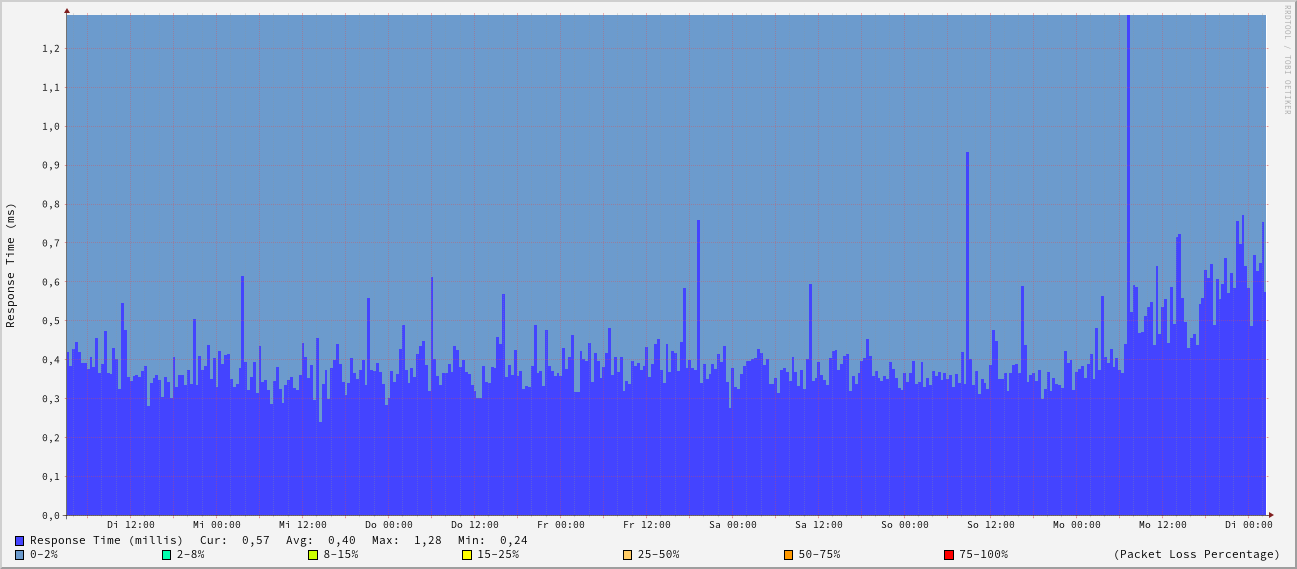 RRDTOOL / TOBI OETIKER
Response Time (ms)
1,2
1,1
1,0
0,9
0,8
0,7
0,6
0,5
0,4
0,3
0,2
0,1
0,0
Di 12:00 Mi 00:00 Mi 12:00 Do 00:00 Do 12:00 Fr 00:00 Fr 12:00 Sa 00:00 Sa 12:00 So 00:00 So 12:00 Mo 00:00 Mo 12:00 Di 00:00
Response Time (millis) Cur: 0,57 Avg: 0,40 Max: 1,28 Min: 0,24
0-2% 2-8% 8-15% 15-25% 25-50% 50-75% 75-100% (Packet Loss Percentage)